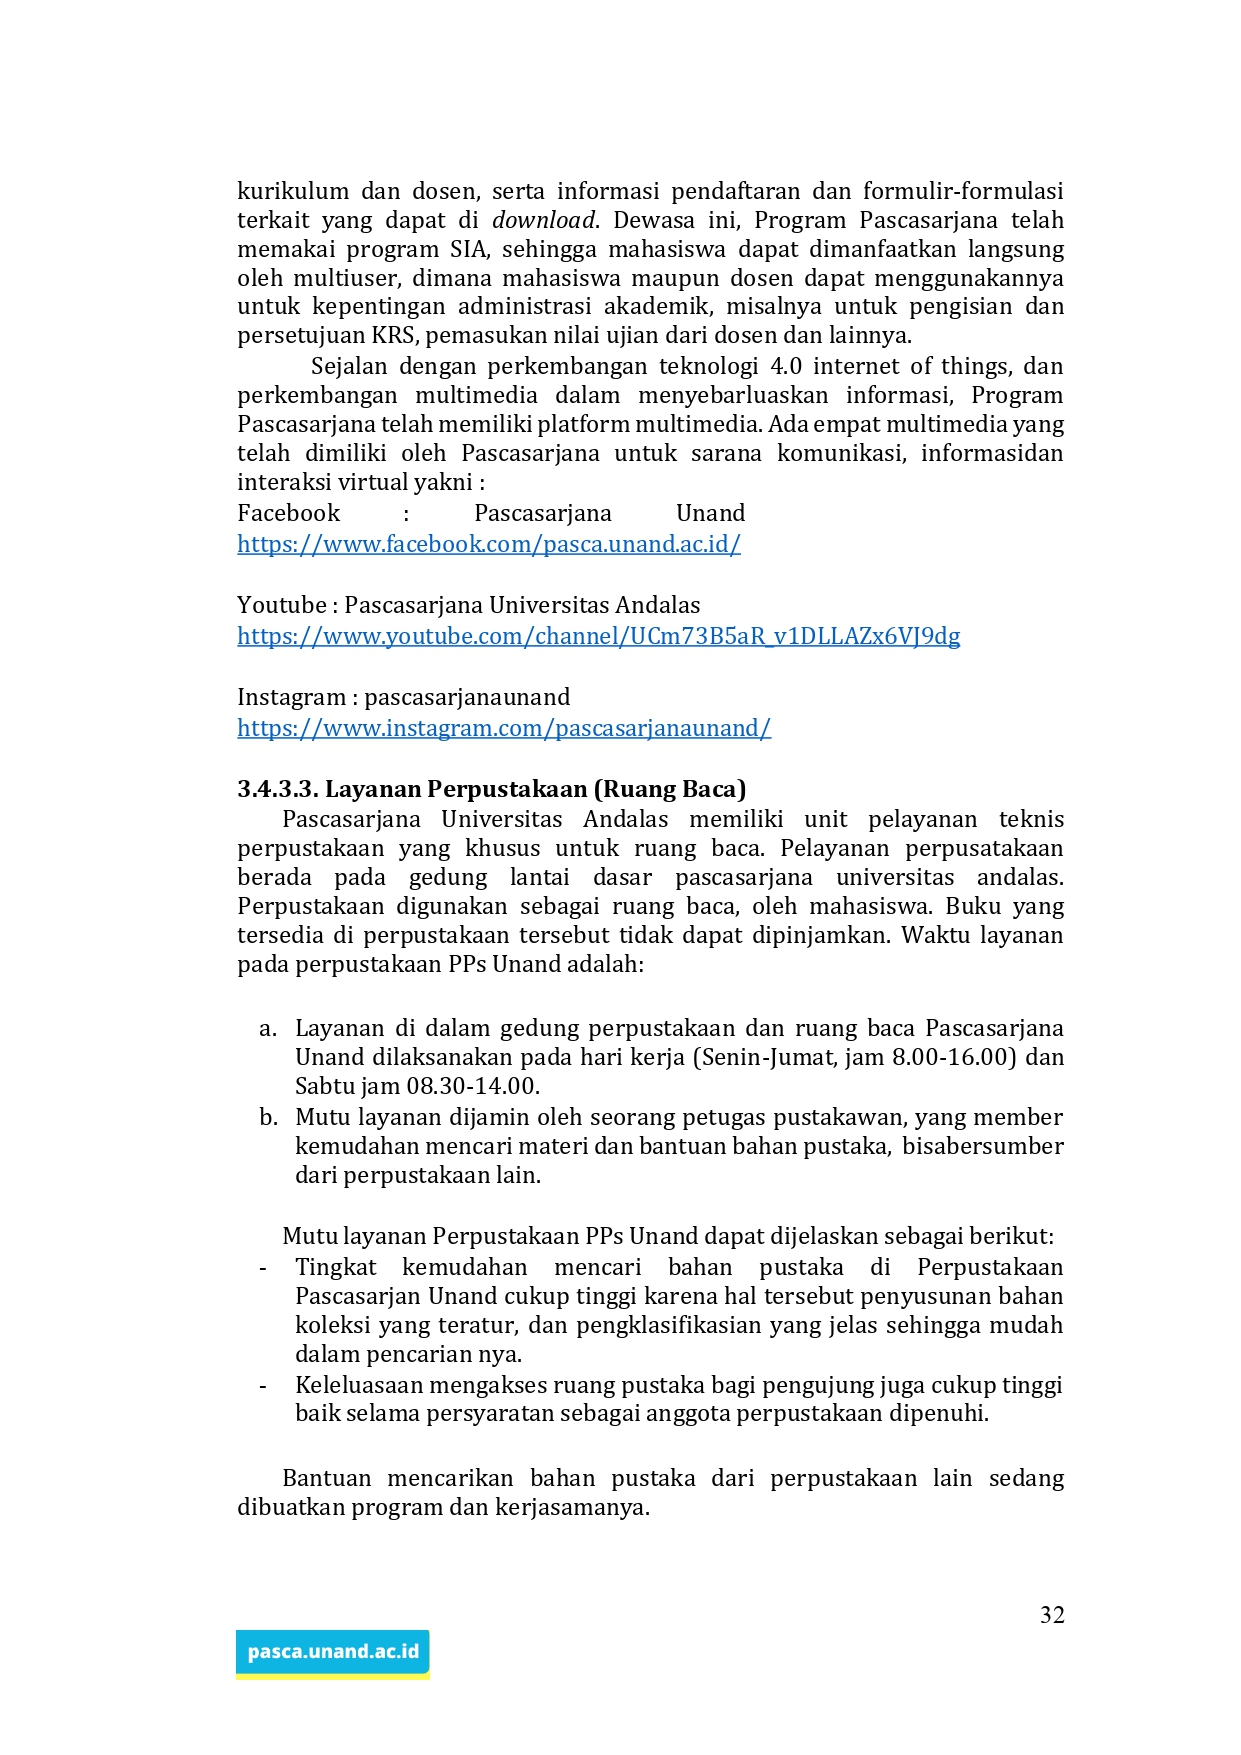 kurikulum dan dosen, serta informasi pendaftaran dan formulir-formulasi
terkait yang dapat di download. Dewasa ini, Program Pascasarjana telah
memakai program SIA, sehingga mahasiswa dapat dimanfaatkan langsung
oleh multiuser, dimana mahasiswa maupun dosen dapat menggunakannya
untuk kepentingan administrasi akademik, misalnya untuk pengisian dan
persetujuan KRS, pemasukan nilai ujian dari dosen dan lainnya.
Sejalan dengan perkembangan teknologi 4.0 internet of things, dan
perkembangan multimedia dalam menyebarluaskan informasi, Program
Pascasarjana telah memiliki platform multimedia. Ada empat multimedia yang
telah dimiliki oleh Pascasarjana untuk sarana komunikasi, informasidan
interaksi virtual yakni :
Facebook : Pascasarjana Unand
https://www.facebook.com/pasca.unand.ac.id/
Youtube : Pascasarjana Universitas Andalas
https://www.youtube.com/channel/UCm73B5aR_v1DLLAZx6VJ9dg
Instagram : pascasarjanaunand
https://www.instagram.com/pascasarjanaunand/
3.4.3.3. Layanan Perpustakaan (Ruang Baca)
Pascasarjana Universitas Andalas memiliki unit pelayanan teknis
perpustakaan yang khusus untuk ruang baca. Pelayanan perpusatakaan
berada pada gedung lantai dasar pascasarjana universitas andalas.
Perpustakaan digunakan sebagai ruang baca, oleh mahasiswa. Buku yang
tersedia di perpustakaan tersebut tidak dapat dipinjamkan. Waktu layanan
pada perpustakaan PPs Unand adalah:
a. Layanan di dalam gedung perpustakaan dan ruang baca Pascasarjana
Unand dilaksanakan pada hari kerja (Senin-Jumat, jam 8.00-16.00) dan
Sabtu jam 08.30-14.00.
b. Mutu layanan dijamin oleh seorang petugas pustakawan, yang member
kemudahan mencari materi dan bantuan bahan pustaka, bisabersumber
dari perpustakaan lain.
Mutu layanan Perpustakaan PPs Unand dapat dijelaskan sebagai berikut:
- Tingkat kemudahan mencari bahan pustaka di Perpustakaan
Pascasarjan Unand cukup tinggi karena hal tersebut penyusunan bahan
koleksi yang teratur, dan pengklasifikasian yang jelas sehingga mudah
dalam pencarian nya.
- Keleluasaan mengakses ruang pustaka bagi pengujung juga cukup tinggi
baik selama persyaratan sebagai anggota perpustakaan dipenuhi.
Bantuan mencarikan bahan pustaka dari perpustakaan lain sedang
dibuatkan program dan kerjasamanya.
32
pasca.unand.ac.id